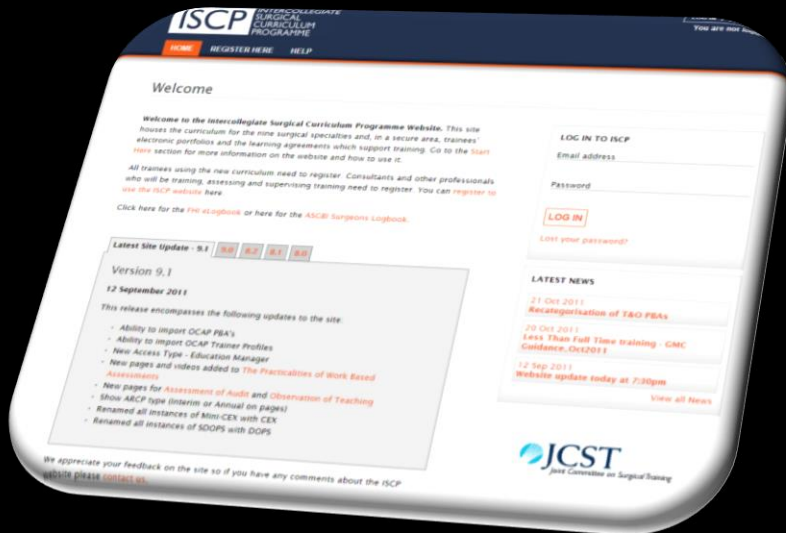 ISCP
INTERCOLLEGIATE
SURGICAL
CURRICULUM
PROGRAMME
You are not
HOME REGISTER HERE HELP
Welcome
Welcome to the Intercollegiate Surgical Curriculum Programme Website. This site
houses the curriculum for the nine surgical specialties and, in a secure area, trainees'
electronic portfolios and the learning agreements which support training. Go to the Start
Here section for more information on the website and how to use it.
All trainees using the new curriculum need to register. Consultants and other professionals
who will be training, assessing and supervising training need to register. You can register to
use the ISCP website here.
Click here for the FHI eLogbook or here for the ASGBI Surgeons Logbook.
Latest Site Update - 9.1 9.0 8.2 8.1 8.0
Version 9.1
12 September 2011
This release encompasses the following updates to the site:
- Ability to import OCAP PBA's
- Ability to import OCAP Trainer Profiles
- New Access Type - Education Manager
- New pages and videos added to The Practicalities of Work Based
Assessments
- New pages for Assessment of Audit and Observation of Teaching
- Show ARCP type (Interim or Annual on pages)
- Renamed all instances of Mini-CEX with CEX
- Renamed all instances of SDOPS with DOPS
We appreciate your feedback on the site so if you have any comments about the ISCP
website please contact us.
LOG IN TO ISCP
Email address
Password
LOG IN
Lost your password?
LATEST NEWS
21 Oct 2011
Recategorisation of T&O PBAs
20 Oct 2011
Less Than Full Time training - GMC
Guidance, Oct2011
12 Sep 2011
Website update today at 7:30pm
View all News
JCST
Joint Committee on Surgical Training